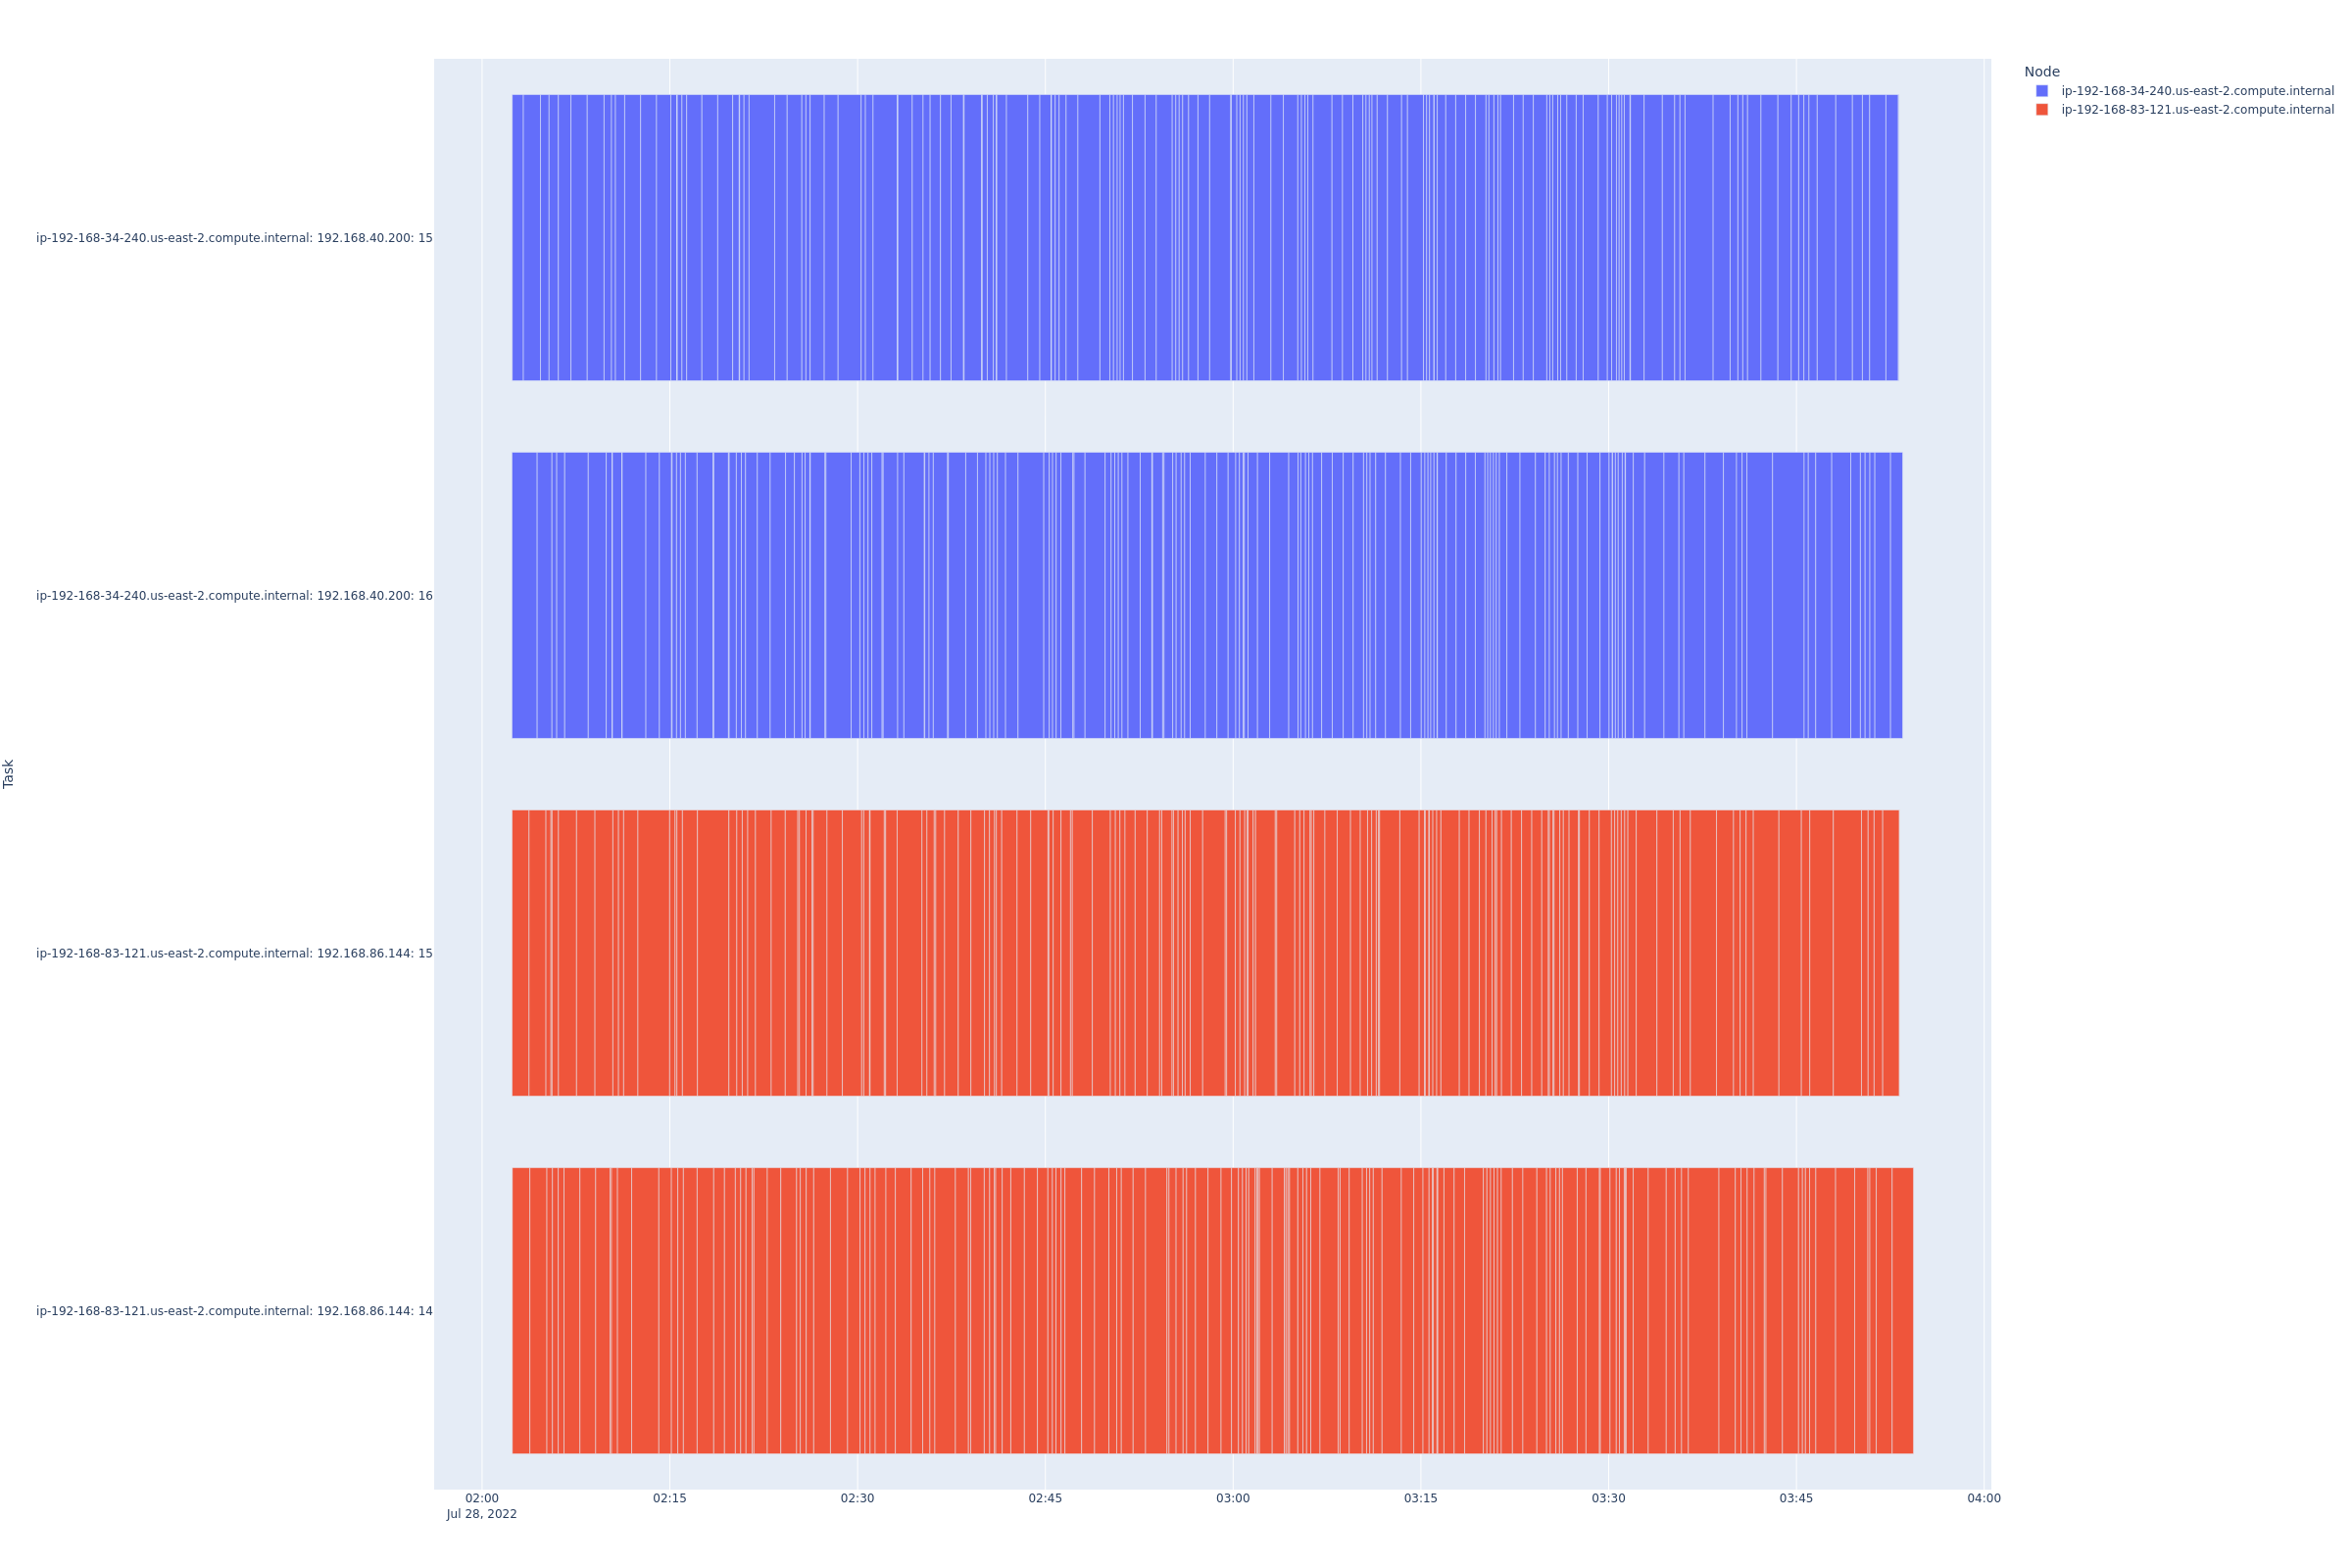 Node
ip-192-168-34-240.us-east-2.compute.internal
ip-192-168-83-121.us-east-2.compute.internal
ip-192-168-34-240.us-east-2.compute.internal: 192.168.40.200: 15
ip-192-168-34-240.us-east-2.compute.internal: 192.168.40.200: 16
Task
ip-192-168-83-121.us-east-2.compute.internal: 192.168.86.144: 15
ip-192-168-83-121.us-east-2.compute.internal: 192.168.86.144: 14
02:00 02:15 02:30 02:45 03:00 03:15 03:30 03:45 04:00
Jul 28, 2022